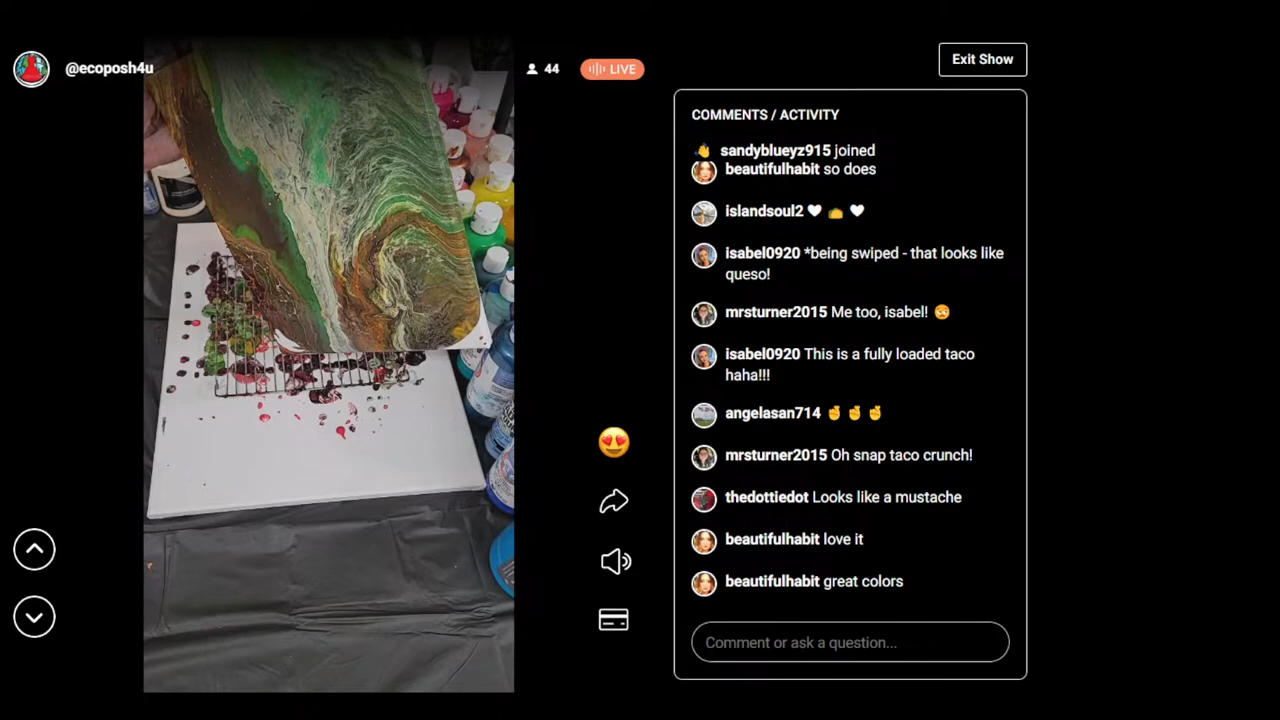 @ecoposh4u
44
LIVE
Exit Show
COMMENTS / ACTIVITY
sandyblueyz915 joined
beautifulhabit so does
islandsoul2 🤍 🌮 🤍
isabel0920 *being swiped - that looks like
queso!
mrsturner2015 Me too, isabel! 😳
isabel0920 This is a fully loaded taco
haha!!!
angelasan714 🤞 🤞 🤞
mrsturner2015 Oh snap taco crunch!
thedottiedot Looks like a mustache
beautifulhabit love it
beautifulhabit great colors
Comment or ask a question...